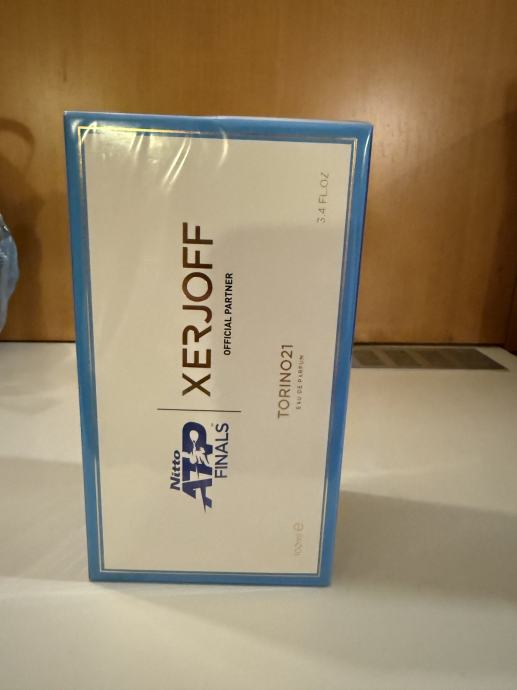 Nitto
ATP
FINALS
XERJOFF
OFFICIAL PARTNER
TORINO21
EAU DE PARFUM
100ml e
3.4 FL.OZ